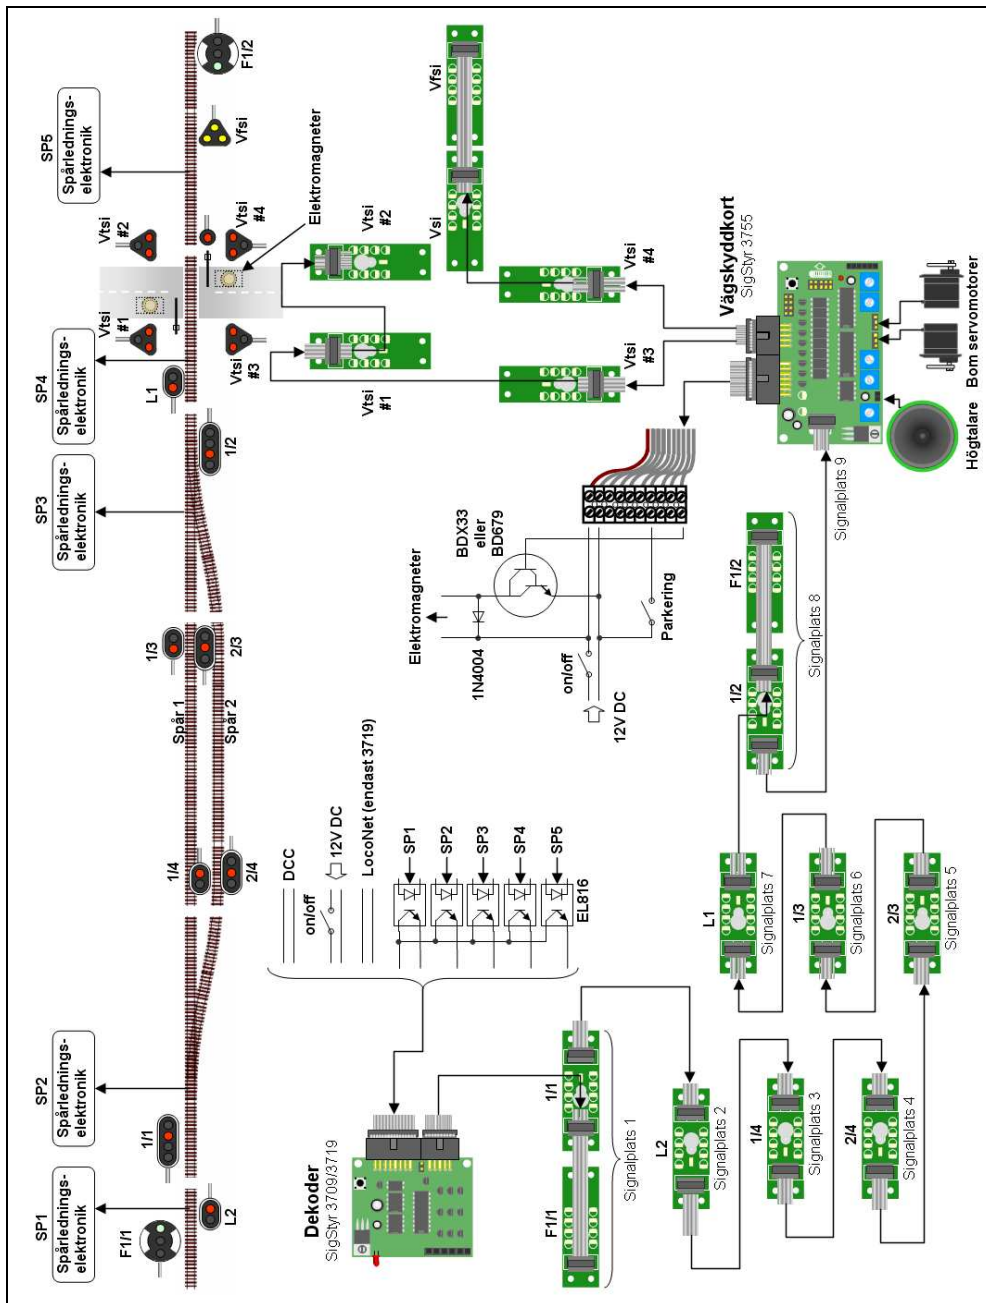 SP1
Spårlednings-
elektronik
SP2
Spårlednings-
elektronik
SP3
Spårlednings-
elektronik
SP4
Spårlednings-
elektronik
SP5
Spårlednings-
elektronik
F1/1
L2
1/1
1/4
2/4
Spår 1
Spår 2
1/3
2/3
1/2
L1
Vtsi
#1
Vtsi
#2
Vtsi
#3
Vtsi
#4
Vfsi
F1/2
Elektromagneter
DCC
on/off
12V DC
LocoNet (endast 3719)
SP1
SP2
SP3
SP4
SP5
EL816
Elektromagneter
1N4004
BDX33
eller
BD679
on/off
12V DC
Parkering
Vtsi
#1
Vtsi
#2
Vtsi
#3
Vtsi
#4
Vsi
Vfsi
Dekoder
SigStyr 3709/3719
F1/1
1/1
Signalplats 1
L2
Signalplats 2
1/4
Signalplats 3
2/4
Signalplats 4
2/3
Signalplats 5
1/3
Signalplats 6
L1
Signalplats 7
1/2
F1/2
Signalplats 8
Signalplats 9
Vägskyddkort
SigStyr 3755
Högtalare
Bom servomotorer